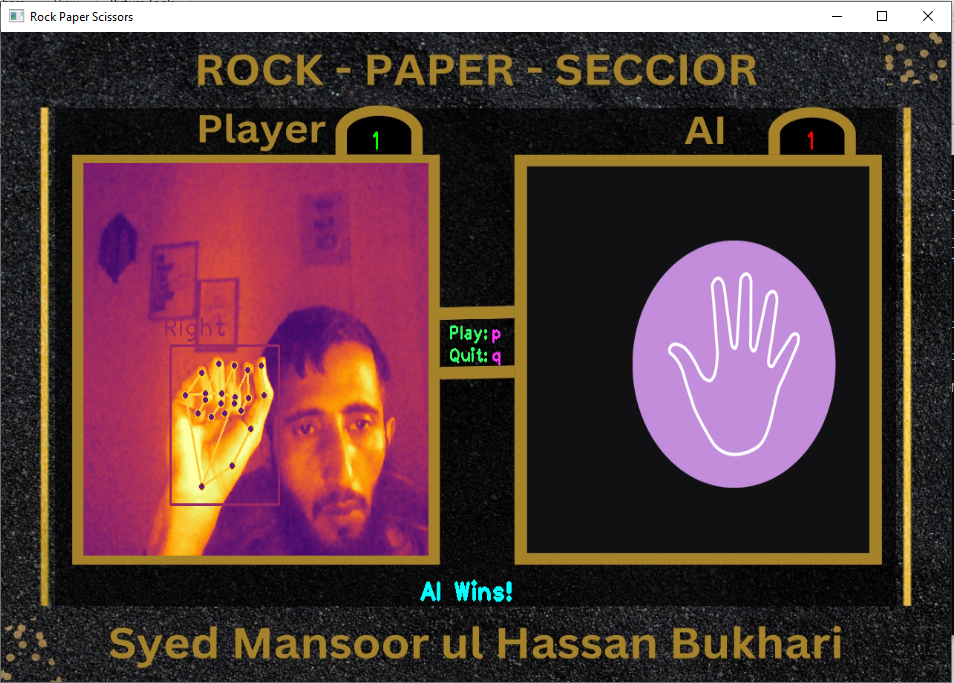 Rock Paper Scissors
ROCK - PAPER - SECCIOR
Player
1
AI
1
Right
Play: p
Quit: q
AI Wins!
Syed Mansoor ul Hassan Bukhari